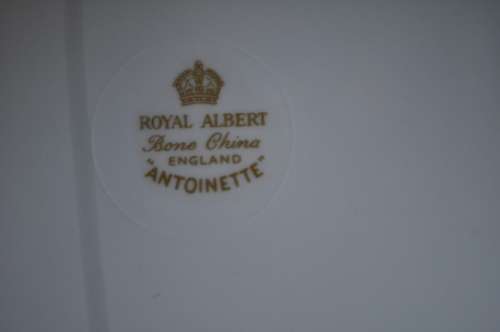 ROYAL ALBERT
Bone China
ENGLAND
"ANTOINETTE"